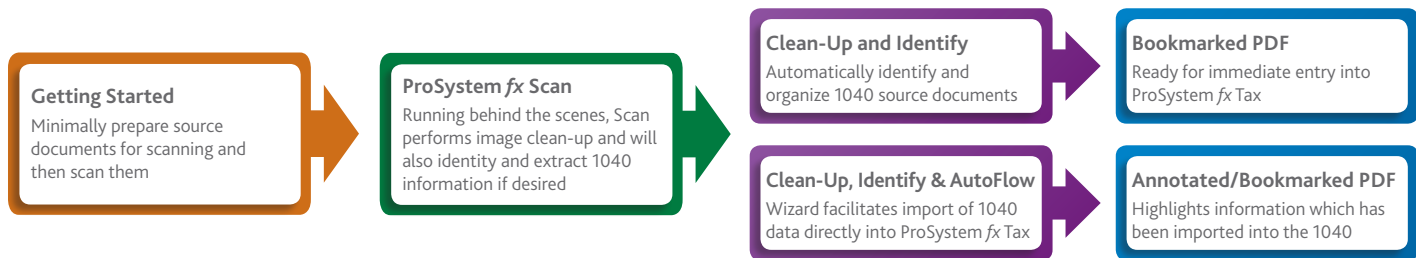 Getting Started
Minimally prepare source
documents for scanning and
then scan them
ProSystem fx Scan
Running behind the scenes, Scan
performs image clean-up and will
also identity and extract 1040
information if desired
Clean-Up and Identify
Automatically identify and
organize 1040 source documents
Bookmarked PDF
Ready for immediate entry into
ProSystem fx Tax
Clean-Up, Identify & AutoFlow
Wizard facilitates import of 1040
data directly into ProSystem fx Tax
Annotated/Bookmarked PDF
Highlights information which has
been imported into the 1040